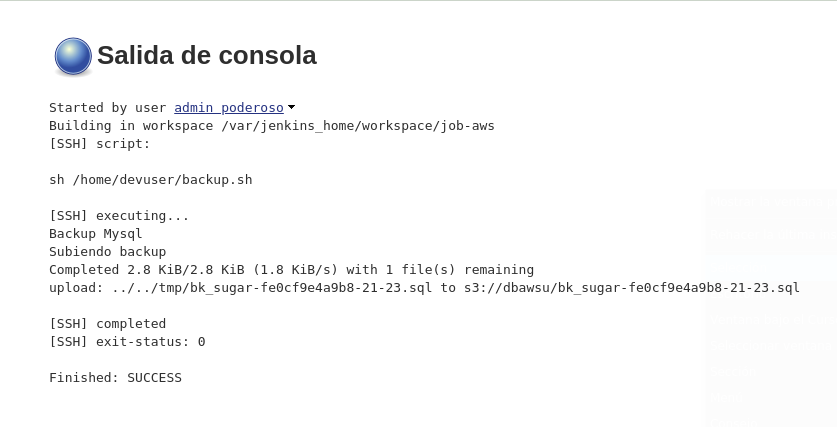 Salida de consola
Started by user admin poderoso
Building in workspace /var/jenkins_home/workspace/job-aws
[SSH] script:
sh /home/devuser/backup.sh
[SSH] executing...
Backup Mysql
Subiendo backup
Completed 2.8 KiB/2.8 KiB (1.8 KiB/s) with 1 file(s) remaining
upload: ../../tmp/bk_sugar-fe0cf9e4a9b8-21-23.sql to s3://dbawsu/bk_sugar-fe0cf9e4a9b8-21-23.sql
[SSH] completed
[SSH] exit-status: 0
Finished: SUCCESS